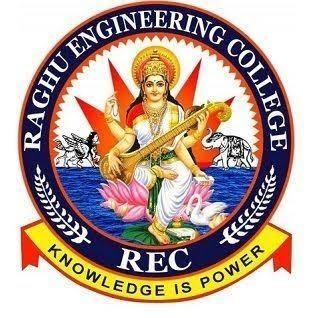 RAGHU ENGINEERING COLLEGE
REC
KNOWLEDGE IS POWER